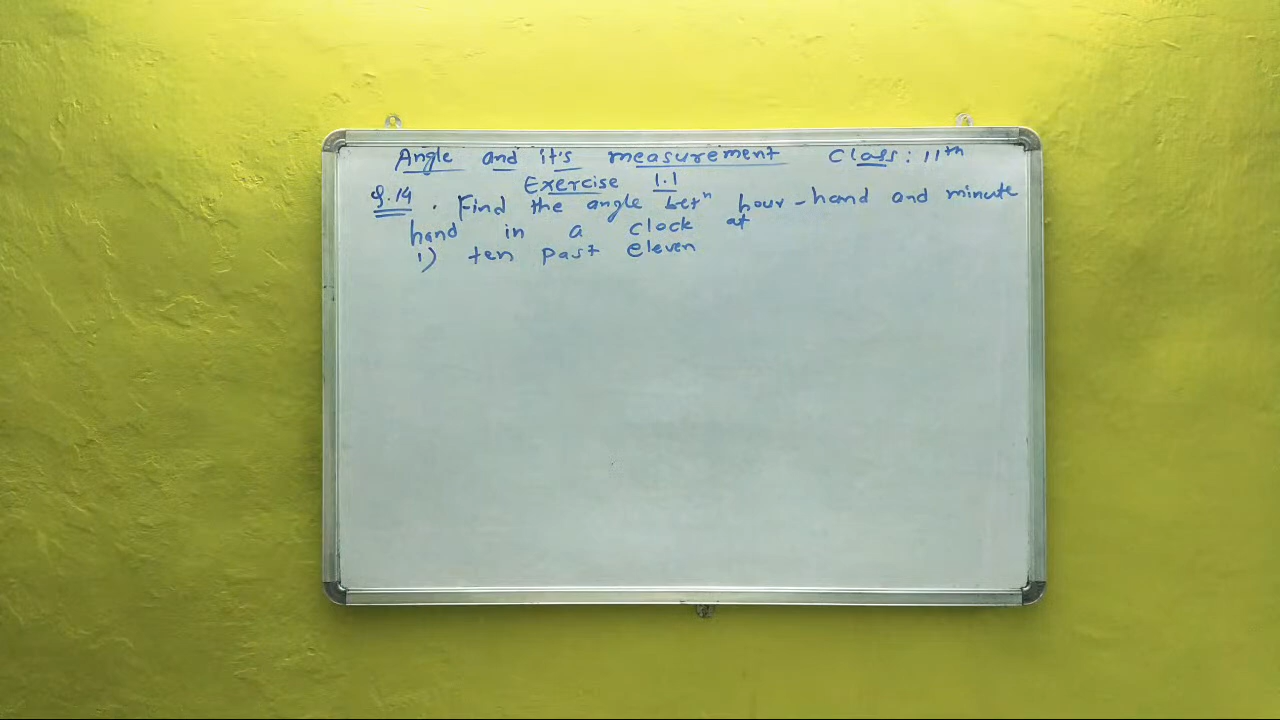 Angle and it's measurement Class: 11th
Exercise 1.1
Q.14. Find the angle betn hour-hand and minute
hand in a clock at
1) ten past eleven